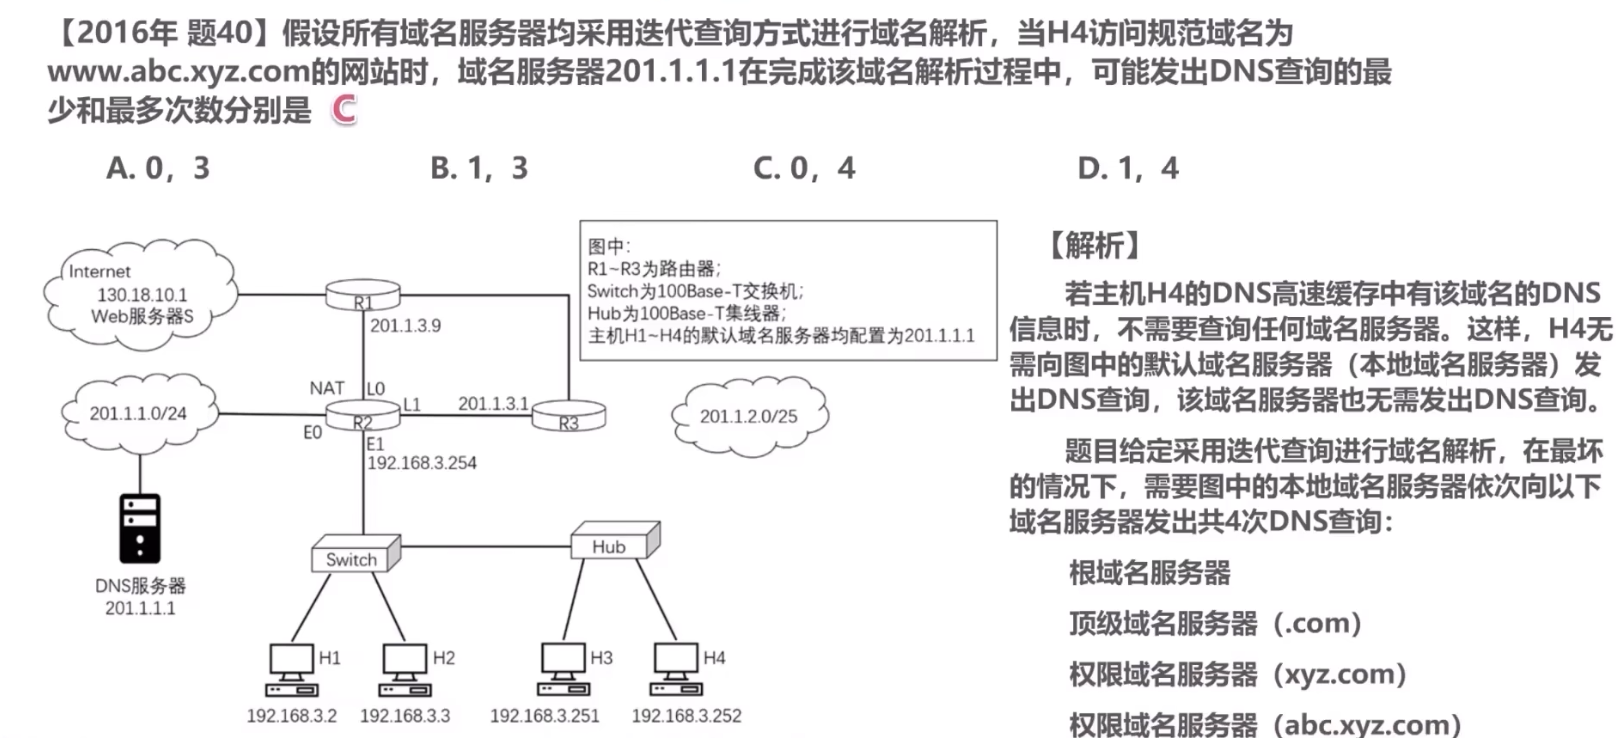 【2016年 题40】假设所有域名服务器均采用迭代查询方式进行域名解析，当H4访问规范域名为
www.abc.xyz.com的网站时，域名服务器201.1.1.1在完成该域名解析过程中，可能发出DNS查询的最
少和最多次数分别是 C
A. 0，3 B. 1，3 C. 0，4 D. 1，4
Internet
130.18.10.1
Web服务器S
R1
201.1.3.9
图中：
R1~R3为路由器；
Switch为100Base-T交换机；
Hub为100Base-T集线器；
主机H1~H4的默认域名服务器均配置为201.1.1.1
NAT L0
201.1.1.0/24
R2
L1
201.1.3.1
R3
201.1.2.0/25
E0
E1
192.168.3.254
Switch
Hub
DNS服务器
201.1.1.1
H1
H2
H3
H4
192.168.3.2
192.168.3.3
192.168.3.251
192.168.3.252
【解析】
若主机H4的DNS高速缓存中有该域名的DNS
信息时，不需要查询任何域名服务器。这样，H4无
需向图中的默认域名服务器（本地域名服务器）发
出DNS查询，该域名服务器也无需发出DNS查询。
题目给定采用迭代查询进行域名解析，在最坏
的情况下，需要图中的本地域名服务器依次向以下
域名服务器发出共4次DNS查询：
根域名服务器
顶级域名服务器（.com）
权限域名服务器（xyz.com）
权限域名服务器（abc.xyz.com）